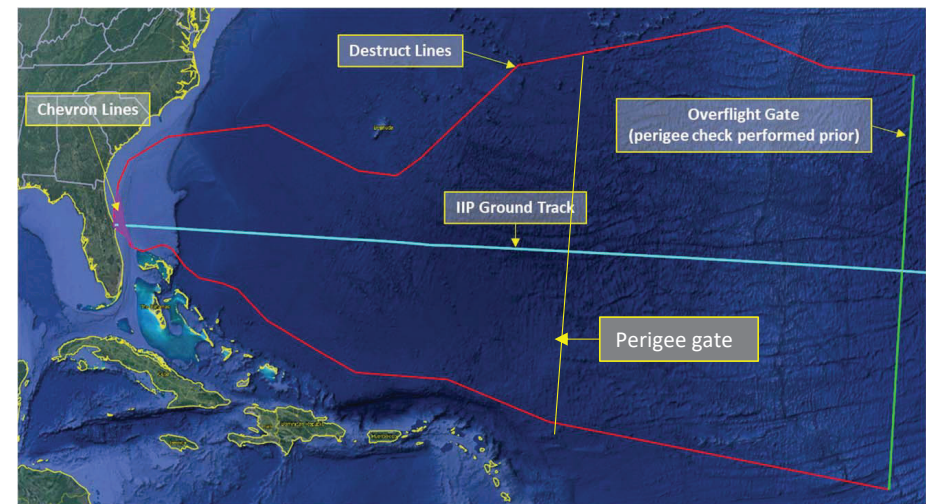 Destruct Lines
Chevron Lines
Overflight Gate
(perigee check performed prior)
IIP Ground Track
Perigee gate